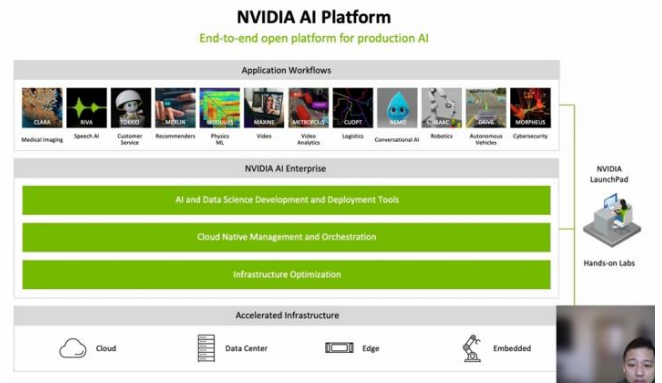 NVIDIA AI Platform
End-to-end open platform for production AI
Application Workflows
CLARA
RIVA
TOKKIO
MERLIN
MODULUS
MAXINE
METROPOLIS
CUOPT
NEMO
ISAAC
DRIVE
MORPHEUS
Medical Imaging
Speech AI
Customer
Service
Recommenders
Physics
ML
Video
Video
Analytics
Logistics
Conversational AI
Robotics
Autonomous
Vehicles
Cybersecurity
NVIDIA AI Enterprise
AI and Data Science Development and Deployment Tools
Cloud Native Management and Orchestration
Infrastructure Optimization
NVIDIA
LaunchPad
Hands-on Labs
Accelerated Infrastructure
Cloud
Data Center
Edge
Embedded